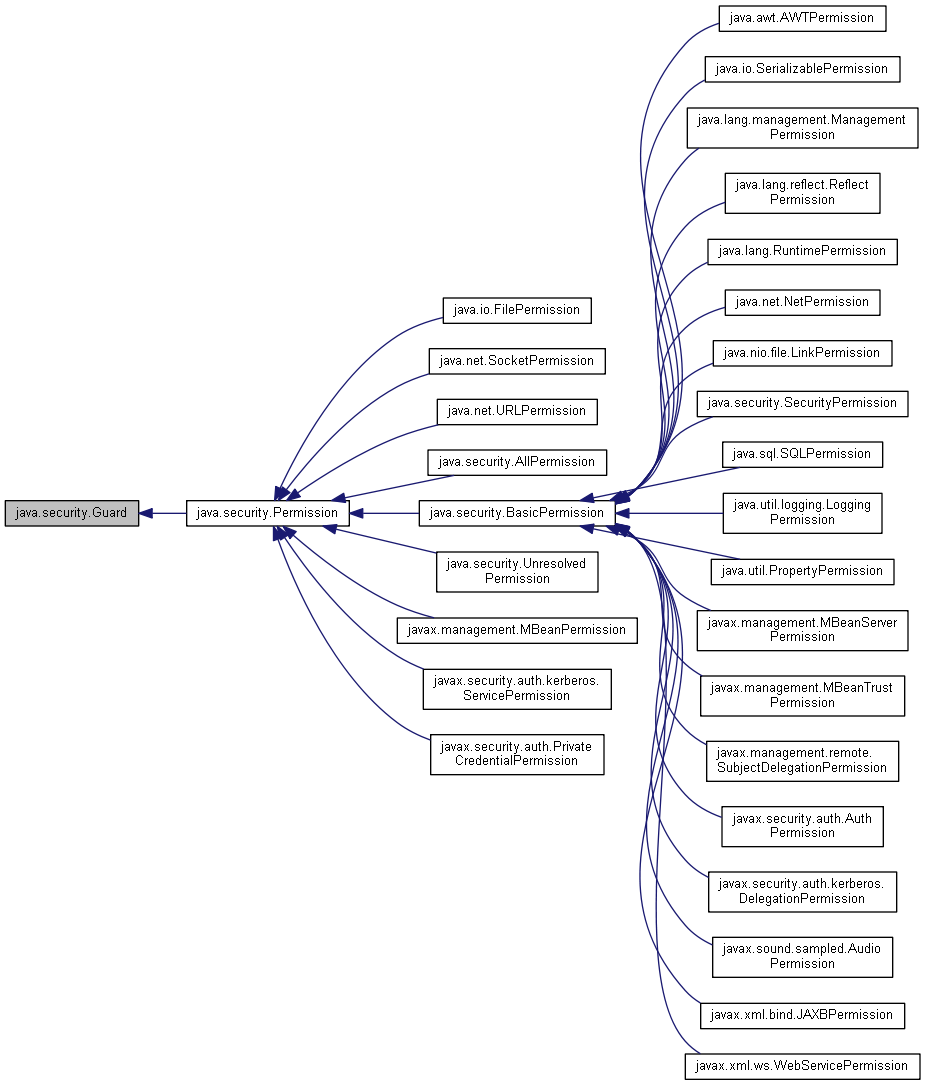 java.security.Guard
java.security.Permission
java.io.FilePermission
java.net.SocketPermission
java.net.URLPermission
java.security.AllPermission
java.security.BasicPermission
java.security.Unresolved
Permission
javax.management.MBeanPermission
javax.security.auth.kerberos.
ServicePermission
javax.security.auth.Private
CredentialPermission
java.awt.AWTPermission
java.io.SerializablePermission
java.lang.management.Management
Permission
java.lang.reflect.Reflect
Permission
java.lang.RuntimePermission
java.net.NetPermission
java.nio.file.LinkPermission
java.security.SecurityPermission
java.sql.SQLPermission
java.util.logging.Logging
Permission
java.util.PropertyPermission
javax.management.MBeanServer
Permission
javax.management.MBeanTrust
Permission
javax.management.remote.
SubjectDelegationPermission
javax.security.auth.Auth
Permission
javax.security.auth.kerberos.
DelegationPermission
javax.sound.sampled.Audio
Permission
javax.xml.bind.JAXBPermission
javax.xml.ws.WebServicePermission